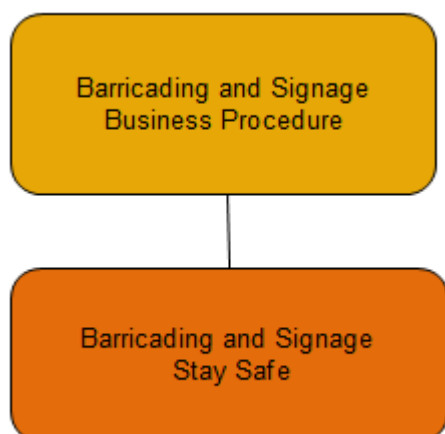 Barricading and Signage
Business Procedure
Barricading and Signage
Stay Safe